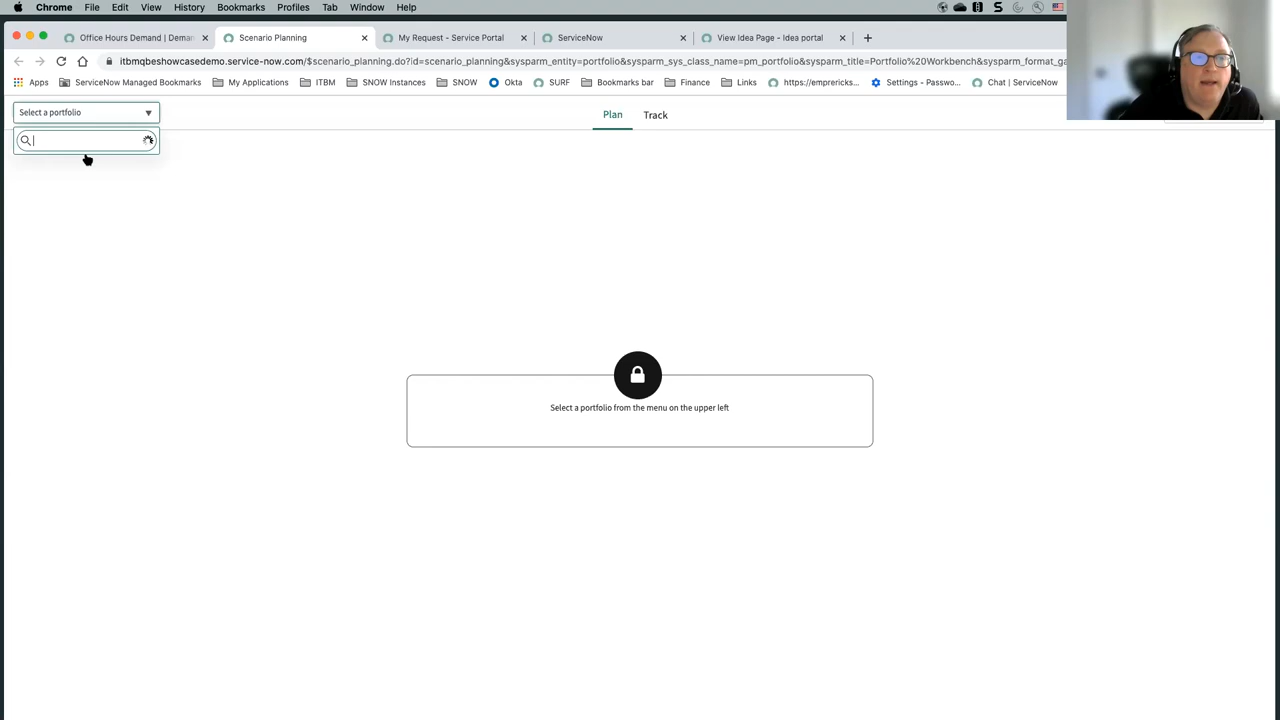 Chrome File Edit View History Bookmarks Profiles Tab Window Help
Office Hours Demand | Deman
Scenario Planning
My Request - Service Portal
ServiceNow
View Idea Page - Idea portal
itbmqbeshowcasedemo.service-now.com/$scenario_planning.do?id=scenario_planning&sysparm_entity=portfolio&sysparm_sys_class_name=pm_portfolio&sysparm_title=Portfolio%20Workbench&sysparm_format_ga
Apps ServiceNow Managed Bookmarks My Applications ITBM SNOW Instances SNOW Okta SURF Bookmarks bar Finance Links https://emprericks... Settings - Passwo... Chat | ServiceNow
Select a portfolio
Plan Track
Select a portfolio from the menu on the upper left